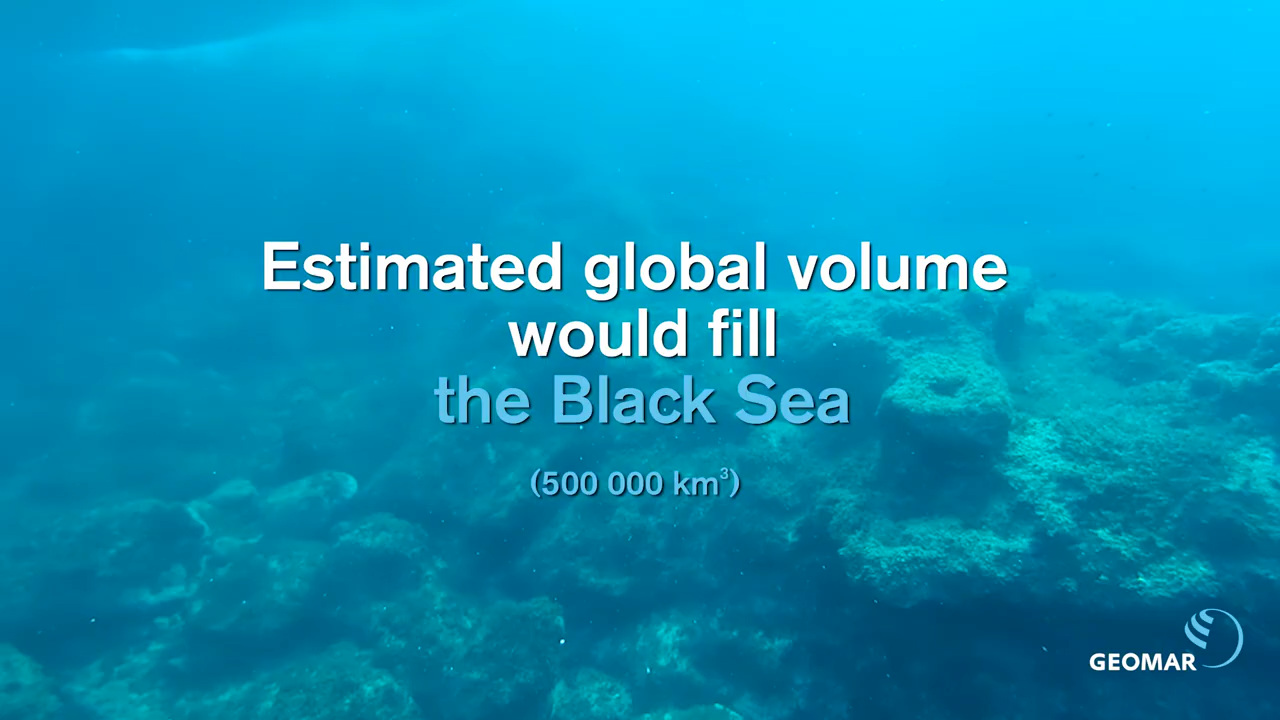 Estimated global volume
would fill
the Black Sea
(500 000 km³)
GEOMAR